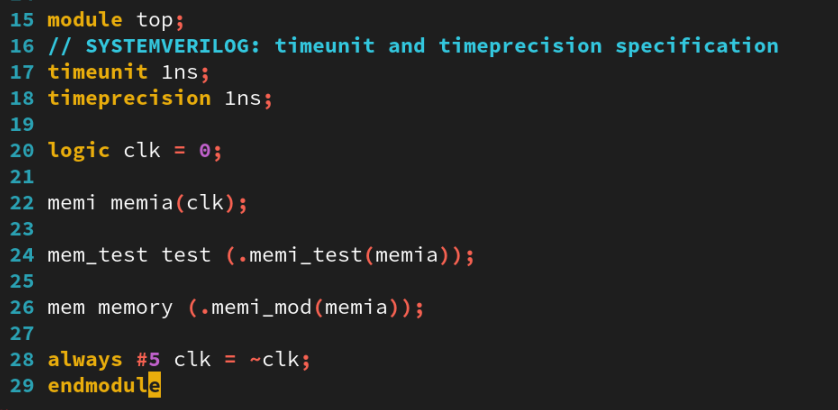 15 module top;
16 // SYSTEMVERILOG: timeunit and timeprecision specification
17 timeunit 1ns;
18 timeprecision 1ns;
19
20 logic clk = 0;
21
22 memi memia(clk);
23
24 mem_test test (.memi_test(memia));
25
26 mem memory (.memi_mod(memia));
27
28 always #5 clk = ~clk;
29 endmodule